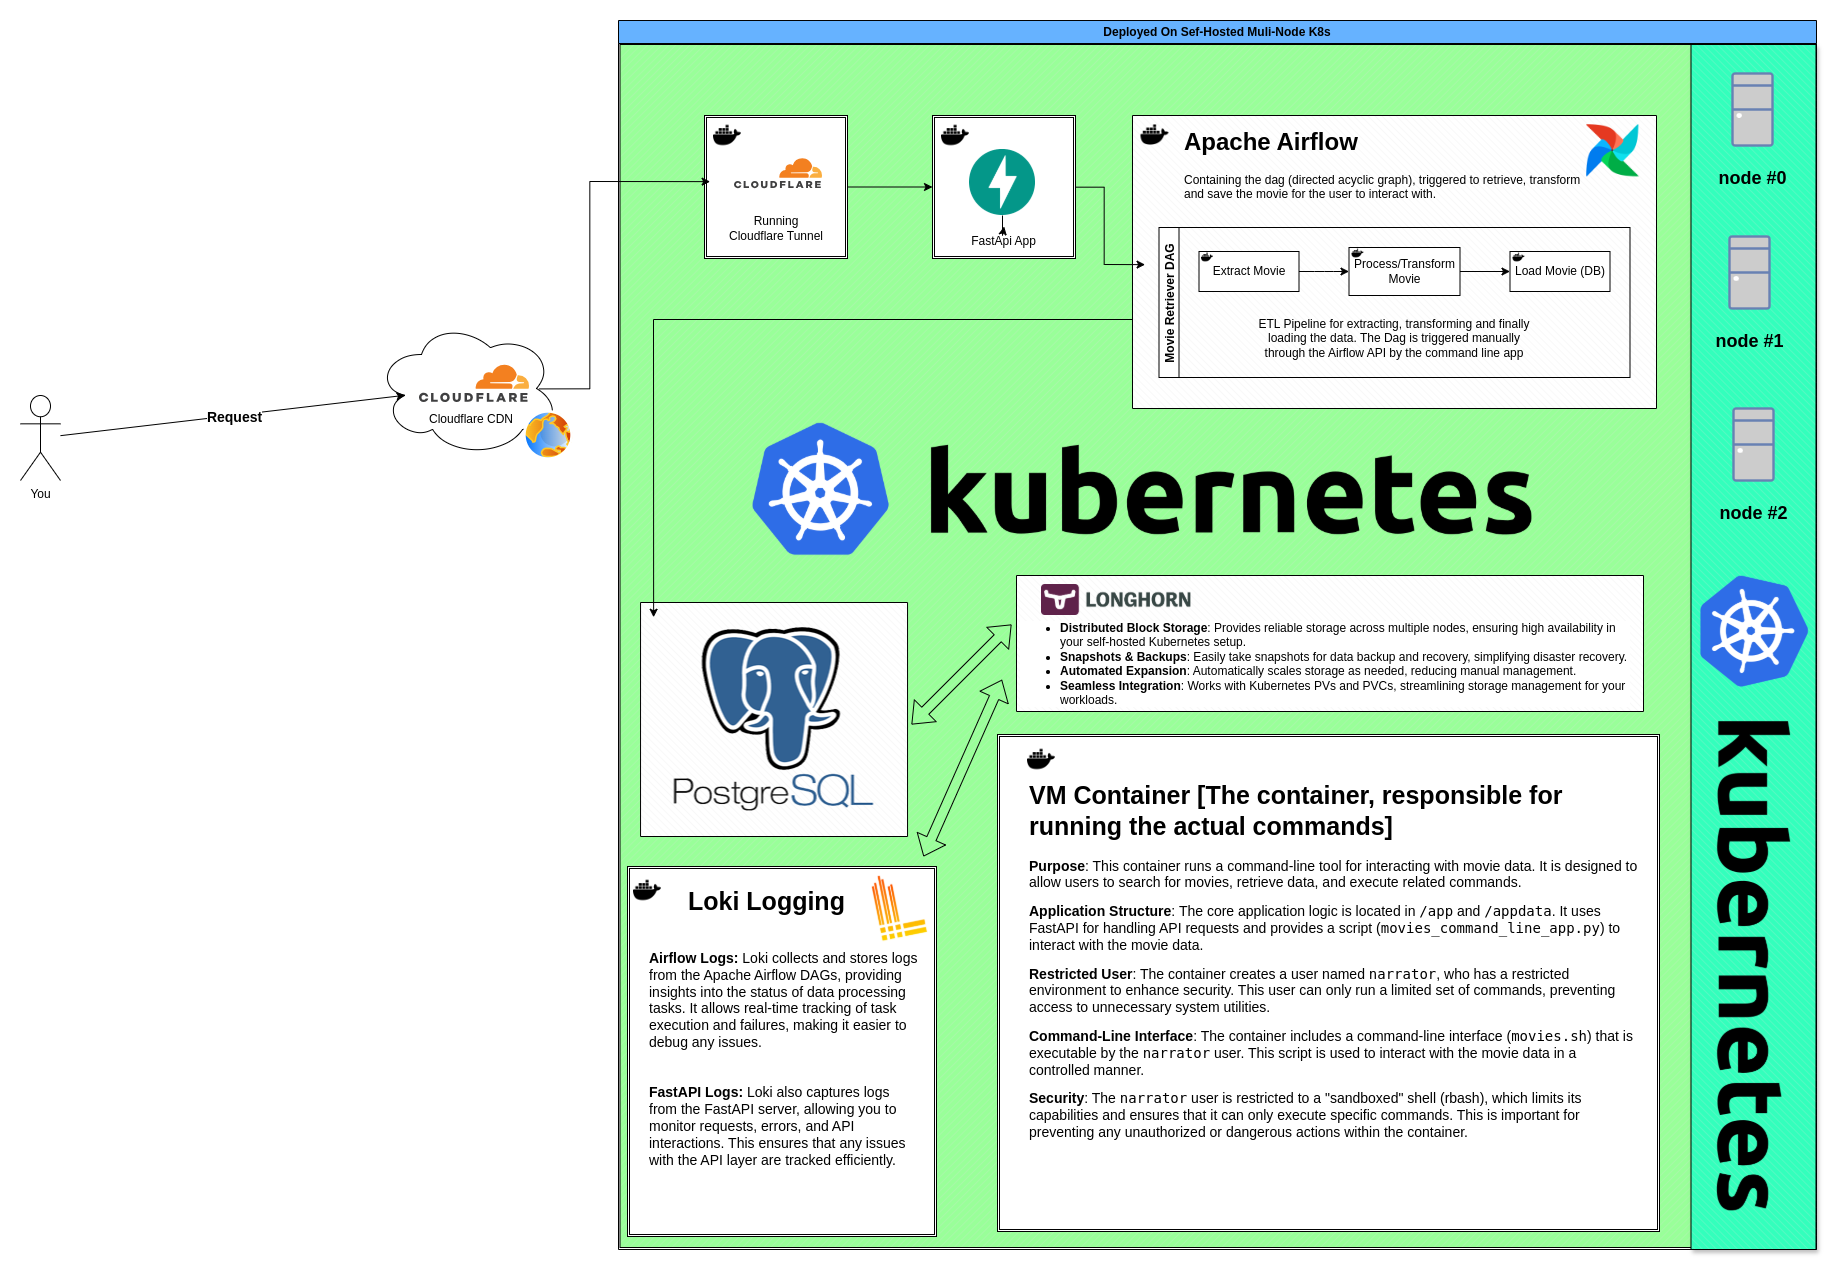 Deployed On Sef-Hosted Muli-Node K8s
CLOUDFLARE
Running
Cloudflare Tunnel
FastApi App
Apache Airflow
Containing the dag (directed acyclic graph), triggered to retrieve, transform
and save the movie for the user to interact with.
Movie Retriever DAG
Extract Movie
Process/Transform
Movie
Load Movie (DB)
ETL Pipeline for extracting, transforming and finally
loading the data. The Dag is triggered manually
through the Airflow API by the command line app
node #0
node #1
node #2
CLOUDFLARE
Cloudflare CDN
Request
You
kubernetes
LONGHORN
• Distributed Block Storage: Provides reliable storage across multiple nodes, ensuring high availability in
your self-hosted Kubernetes setup.
• Snapshots & Backups: Easily take snapshots for data backup and recovery, simplifying disaster recovery.
• Automated Expansion: Automatically scales storage as needed, reducing manual management.
• Seamless Integration: Works with Kubernetes PVs and PVCs, streamlining storage management for your
workloads.
PostgreSQL
VM Container [The container, responsible for
running the actual commands]
Purpose: This container runs a command-line tool for interacting with movie data. It is designed to
allow users to search for movies, retrieve data, and execute related commands.
Application Structure: The core application logic is located in /app and /appdata. It uses
FastAPI for handling API requests and provides a script (movies_command_line_app.py) to
interact with the movie data.
Restricted User: The container creates a user named narrator, who has a restricted
environment to enhance security. This user can only run a limited set of commands, preventing
access to unnecessary system utilities.
Command-Line Interface: The container includes a command-line interface (movies.sh) that is
executable by the narrator user. This script is used to interact with the movie data in a
controlled manner.
Security: The narrator user is restricted to a "sandboxed" shell (rbash), which limits its
capabilities and ensures that it can only execute specific commands. This is important for
preventing any unauthorized or dangerous actions within the container.
Loki Logging
Airflow Logs: Loki collects and stores logs
from the Apache Airflow DAGs, providing
insights into the status of data processing
tasks. It allows real-time tracking of task
execution and failures, making it easier to
debug any issues.
FastAPI Logs: Loki also captures logs
from the FastAPI server, allowing you to
monitor requests, errors, and API
interactions. This ensures that any issues
with the API layer are tracked efficiently.
kubernetes